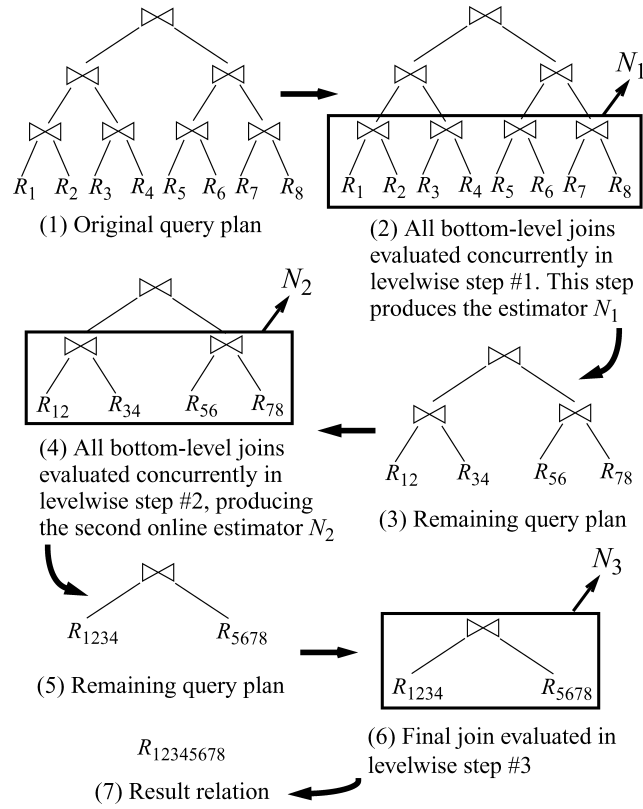 N1
R1 R2 R3 R4 R5 R6 R7 R8
(1) Original query plan
R1 R2 R3 R4 R5 R6 R7 R8
(2) All bottom-level joins
evaluated concurrently in
levelwise step #1. This step
produces the estimator N1
N2
R12 R34 R56 R78
(4) All bottom-level joins
evaluated concurrently in
levelwise step #2, producing
the second online estimator N2
R12 R34 R56 R78
(3) Remaining query plan
R1234 R5678
(5) Remaining query plan
N3
R1234 R5678
(6) Final join evaluated in
levelwise step #3
R12345678
(7) Result relation